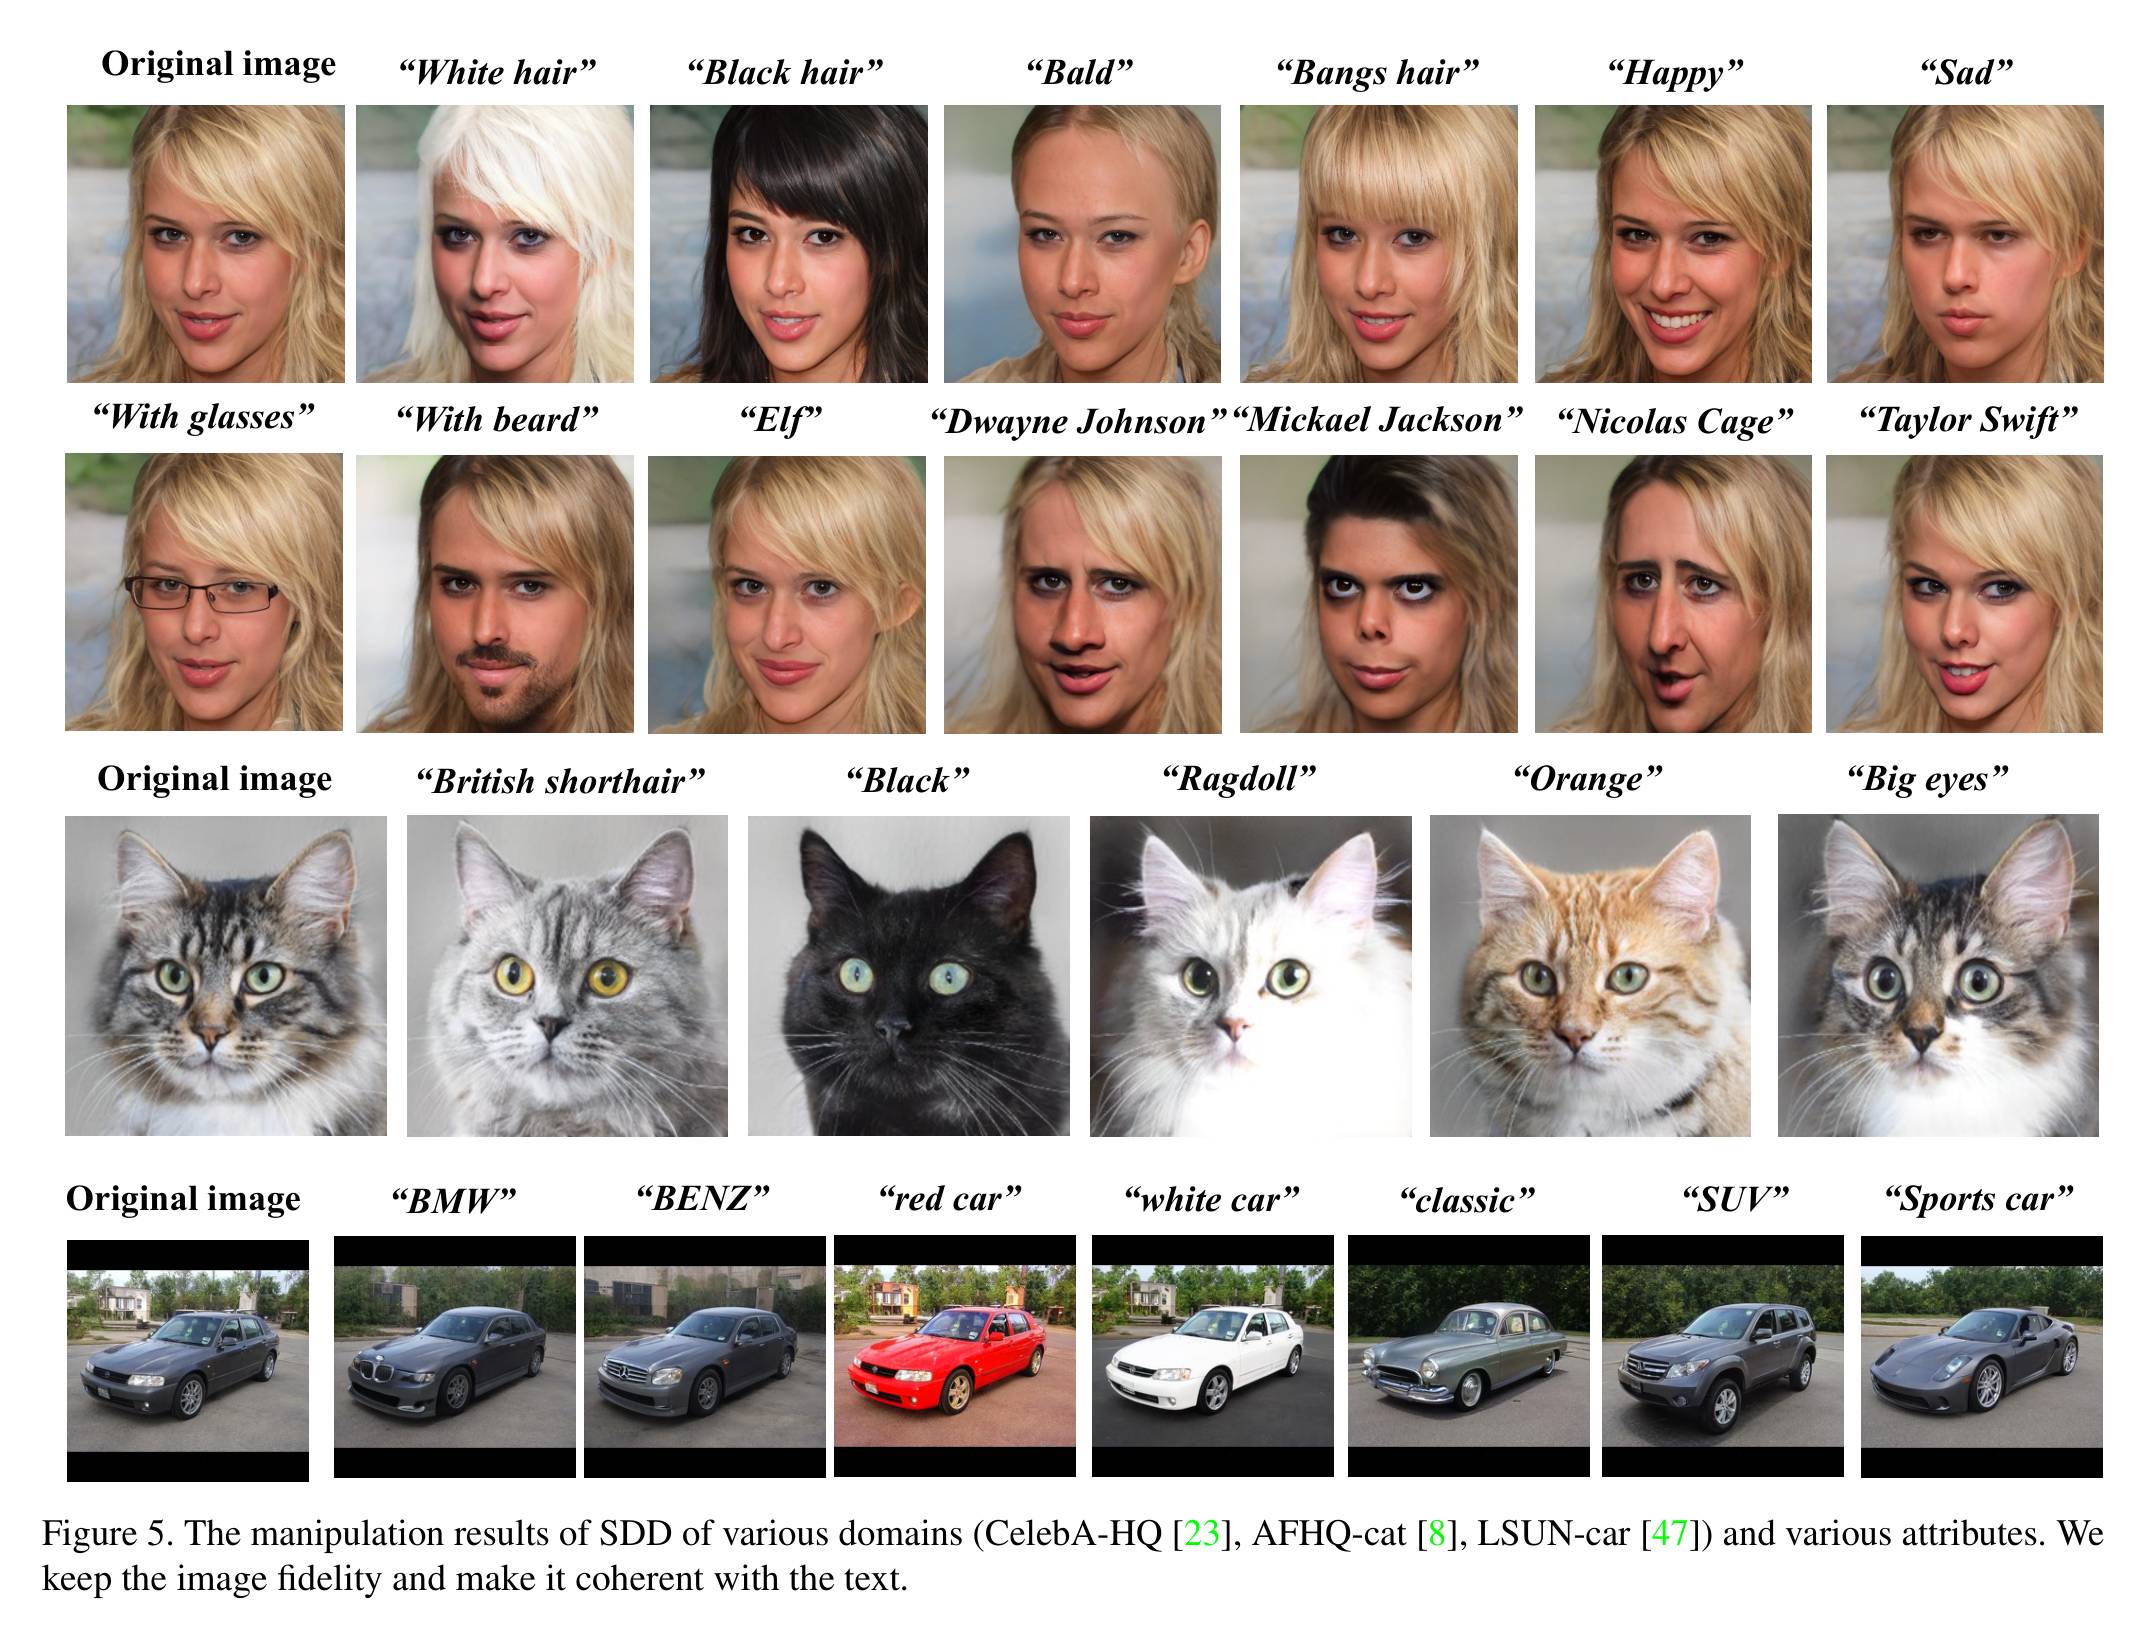 Original image “White hair” “Black hair” “Bald” “Bangs hair” “Happy” “Sad”
“With glasses” “With beard” “Elf” “Dwayne Johnson” “Mickael Jackson” “Nicolas Cage” “Taylor Swift”
Original image “British shorthair” “Black” “Ragdoll” “Orange” “Big eyes”
Original image “BMW” “BENZ” “red car” “white car” “classic” “SUV” “Sports car”
Figure 5. The manipulation results of SDD of various domains (CelebA-HQ [23], AFHQ-cat [8], LSUN-car [47]) and various attributes. We
keep the image fidelity and make it coherent with the text.